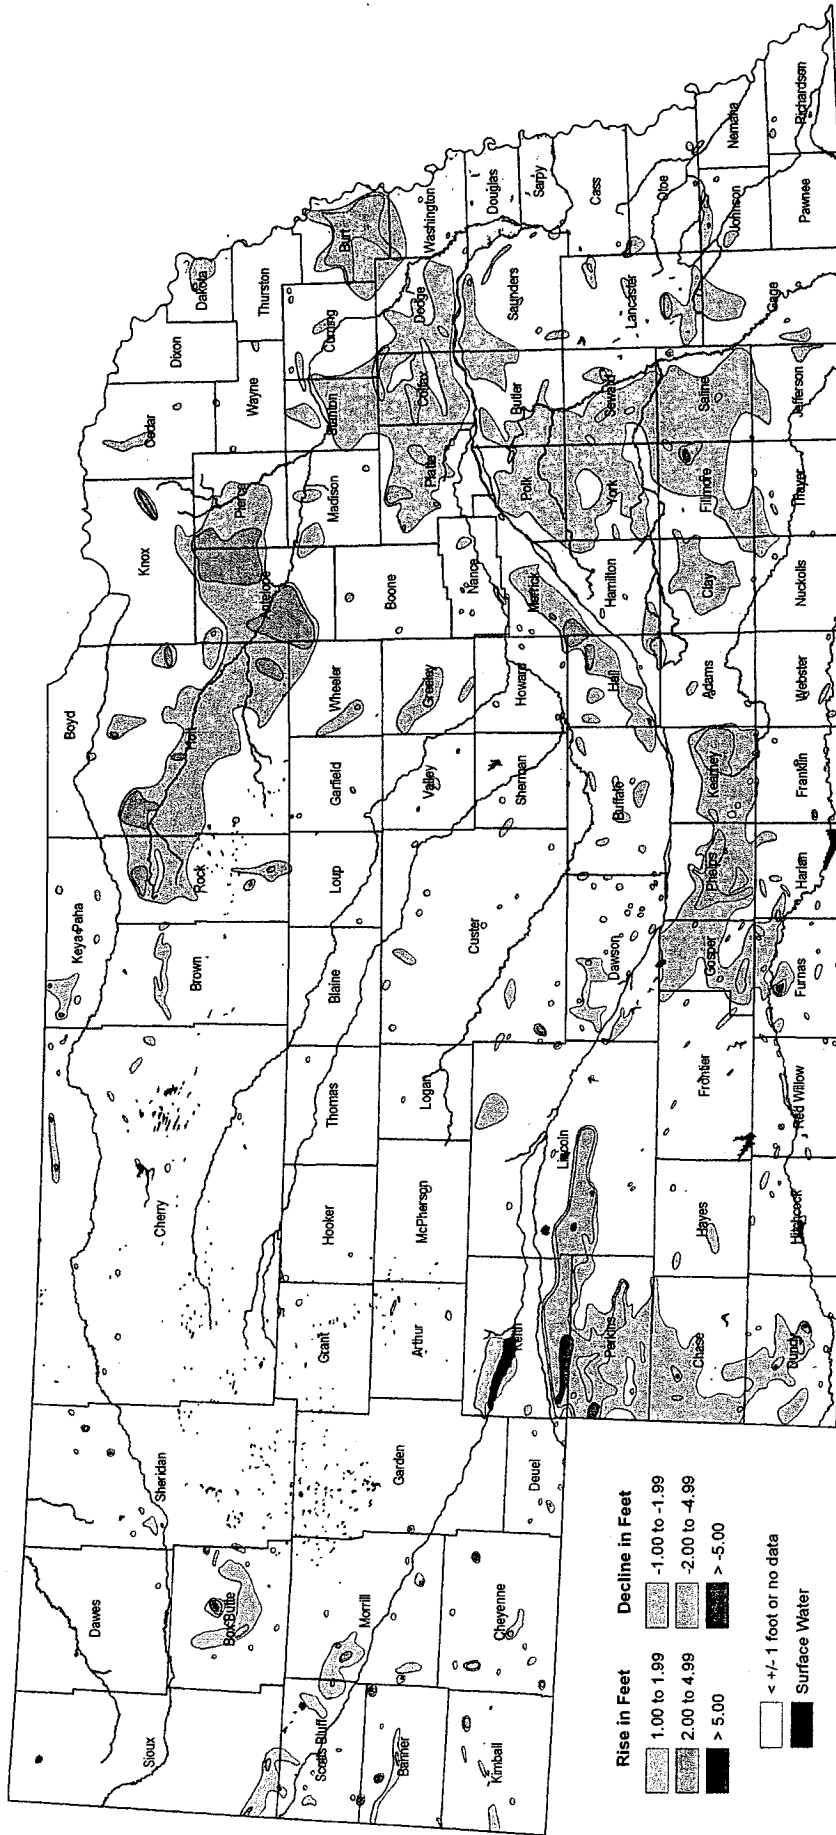 Sioux
Dawes
Box Butte
Sheridan
Scotts Bluff
Banner
Kimball
Morrill
Cheyenne
Garden
Deuel
Cherry
Grant
Hooker
Thomas
Arthur
McPherson
Logan
Keith
Perkins
Lincoln
Chase
Hayes
Frontier
Dundy
Hitchcock
Red Willow
Keya Paha
Brown
Rock
Blaine
Loup
Custer
Dawson
Gosper
Phelps
Furnas
Harlan
Boyd
Holt
Garfield
Wheeler
Valley
Greeley
Sherman
Howard
Buffalo
Hall
Kearney
Adams
Franklin
Webster
Knox
Antelope
Pierce
Boone
Madison
Nance
Merrick
Hamilton
Clay
Nuckolls
Cedar
Dixon
Dakota
Wayne
Thurston
Stanton
Cuming
Burt
Platte
Colfax
Dodge
Washington
Polk
Butler
Saunders
Douglas
Sarpy
York
Seward
Lancaster
Cass
Otoe
Fillmore
Saline
Gage
Johnson
Nemaha
Thayer
Jefferson
Pawnee
Richardson
Rise in Feet
1.00 to 1.99
2.00 to 4.99
> 5.00
Decline in Feet
-1.00 to -1.99
-2.00 to -4.99
> -5.00
< +/- 1 foot or no data
Surface Water